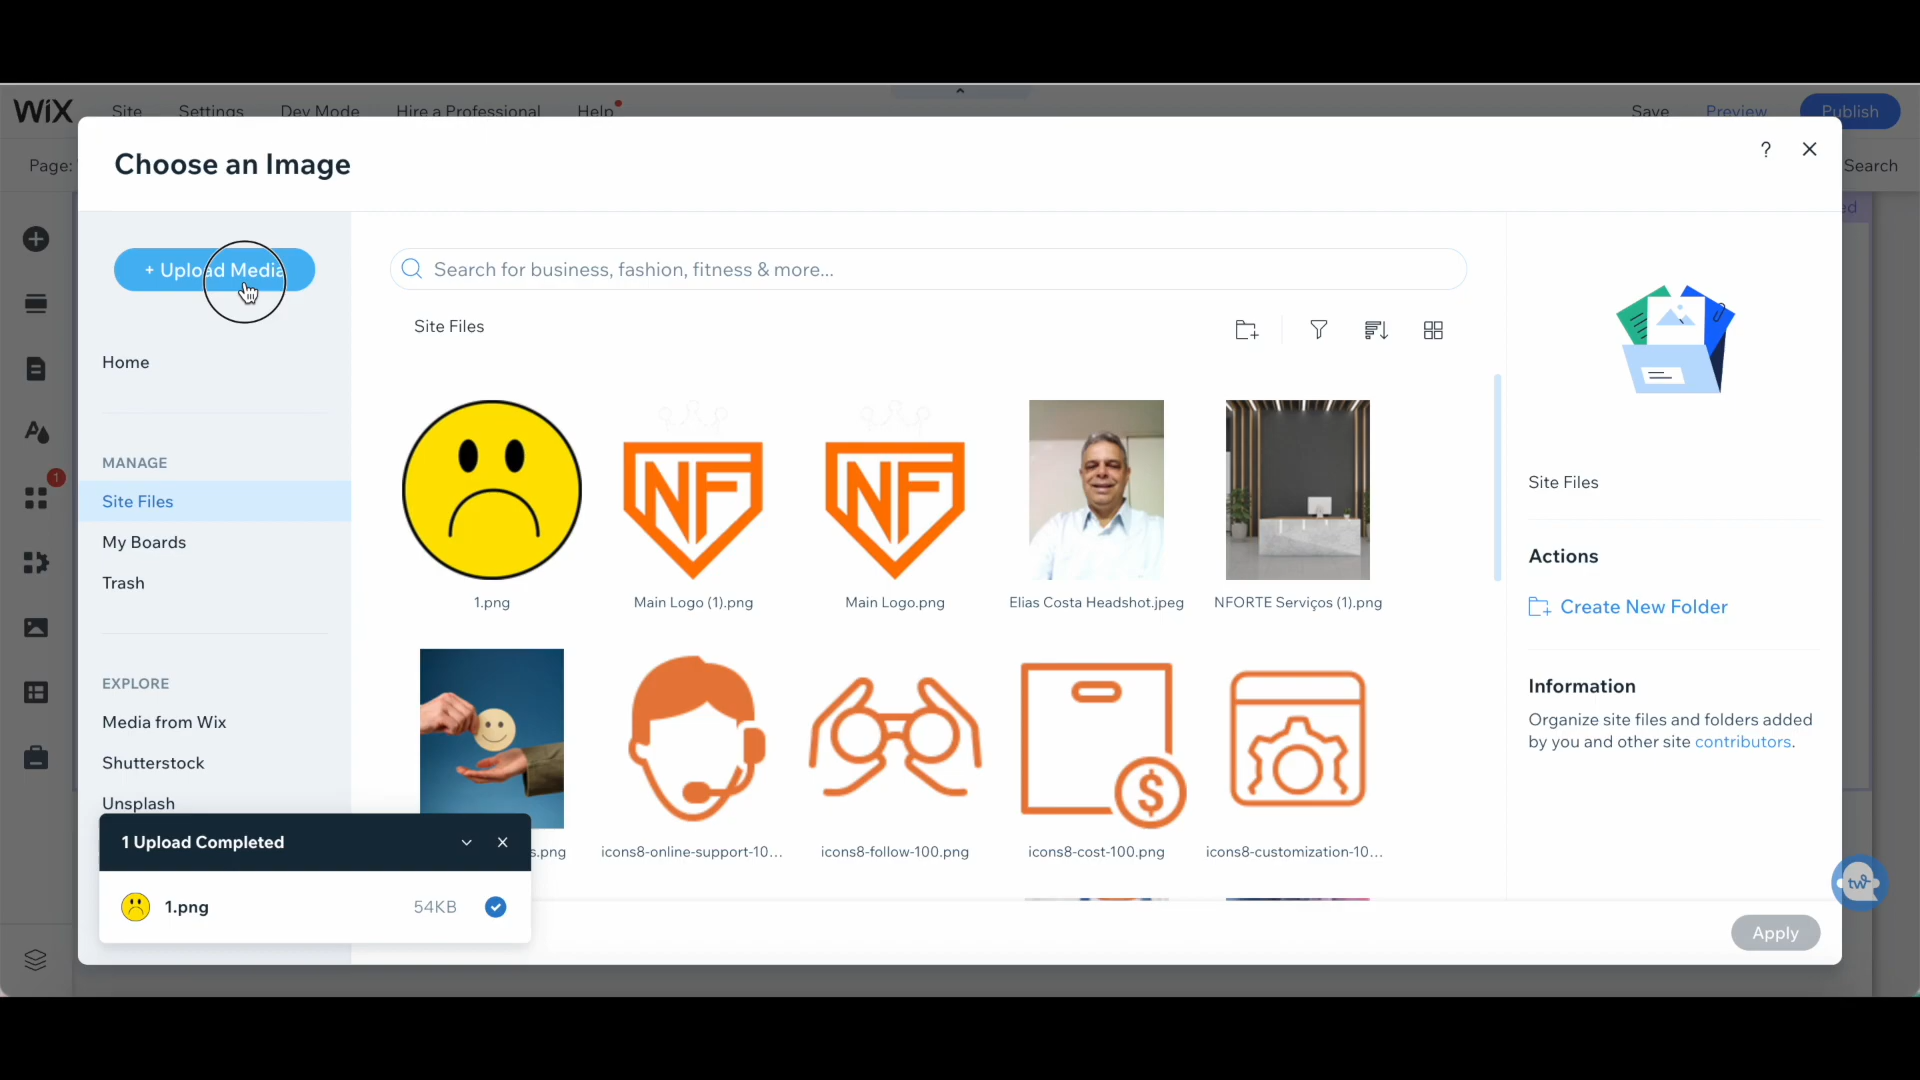 WiX Site Settings Dev Mode Hire a Professional Help Save Preview Publish
Page: Search
Choose an Image ?
+ Upload Media
Search for business, fashion, fitness & more...
Site Files
Home
MANAGE
Site Files
My Boards
Trash
EXPLORE
Media from Wix
Shutterstock
Unsplash
1
NF
NF
1.png
Main Logo (1).png
Main Logo.png
Elias Costa Headshot.jpeg
NFORTE Serviços (1).png
$
s.png
icons8-online-support-10...
icons8-follow-100.png
icons8-cost-100.png
icons8-customization-10...
1 Upload Completed
1.png 54KB
Site Files
Actions
Create New Folder
Information
Organize site files and folders added
by you and other site contributors.
tw
Apply